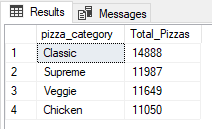 Results Messages
pizza_category Total_Pizzas
1 Classic 14888
2 Supreme 11987
3 Veggie 11649
4 Chicken 11050